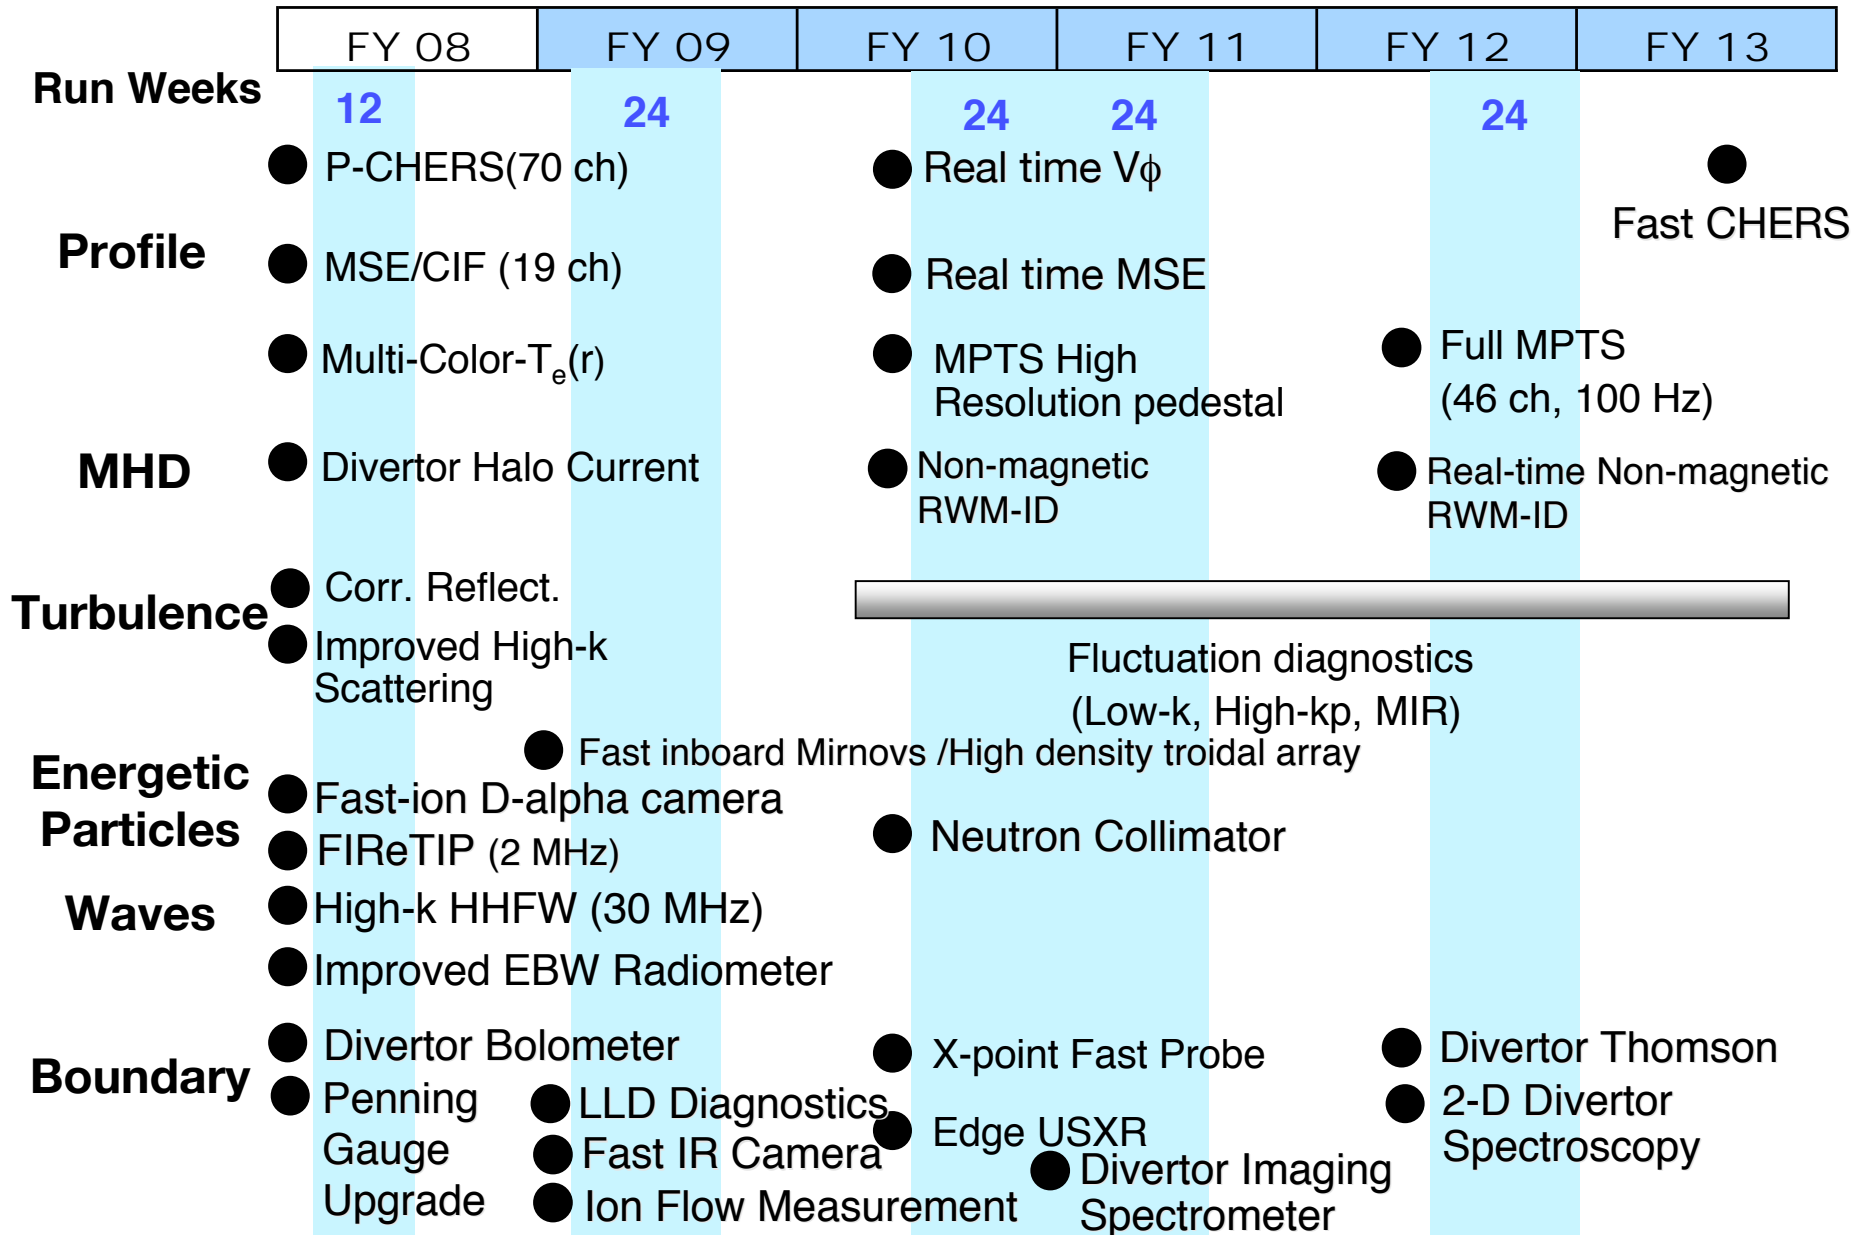 FY 08 FY 09 FY 10 FY 11 FY 12 FY 13
Run Weeks
12 24 24 24 24
P-CHERS(70 ch)
Real time Vϕ
Fast CHERS
Profile
MSE/CIF (19 ch)
Real time MSE
Multi-Color-Te(r)
MPTS High
Resolution pedestal
Full MPTS
(46 ch, 100 Hz)
MHD
Divertor Halo Current
Non-magnetic
RWM-ID
Real-time Non-magnetic
RWM-ID
Turbulence
Corr. Reflect.
Improved High-k
Scattering
Fluctuation diagnostics
(Low-k, High-kp, MIR)
Energetic
Particles
Fast inboard Mirnovs /High density troidal array
Fast-ion D-alpha camera
FIReTIP (2 MHz)
Neutron Collimator
Waves
High-k HHFW (30 MHz)
Improved EBW Radiometer
Boundary
Divertor Bolometer
Penning
Gauge
Upgrade
LLD Diagnostics
Fast IR Camera
Ion Flow Measurement
X-point Fast Probe
Edge USXR
Divertor Imaging
Spectrometer
Divertor Thomson
2-D Divertor
Spectroscopy